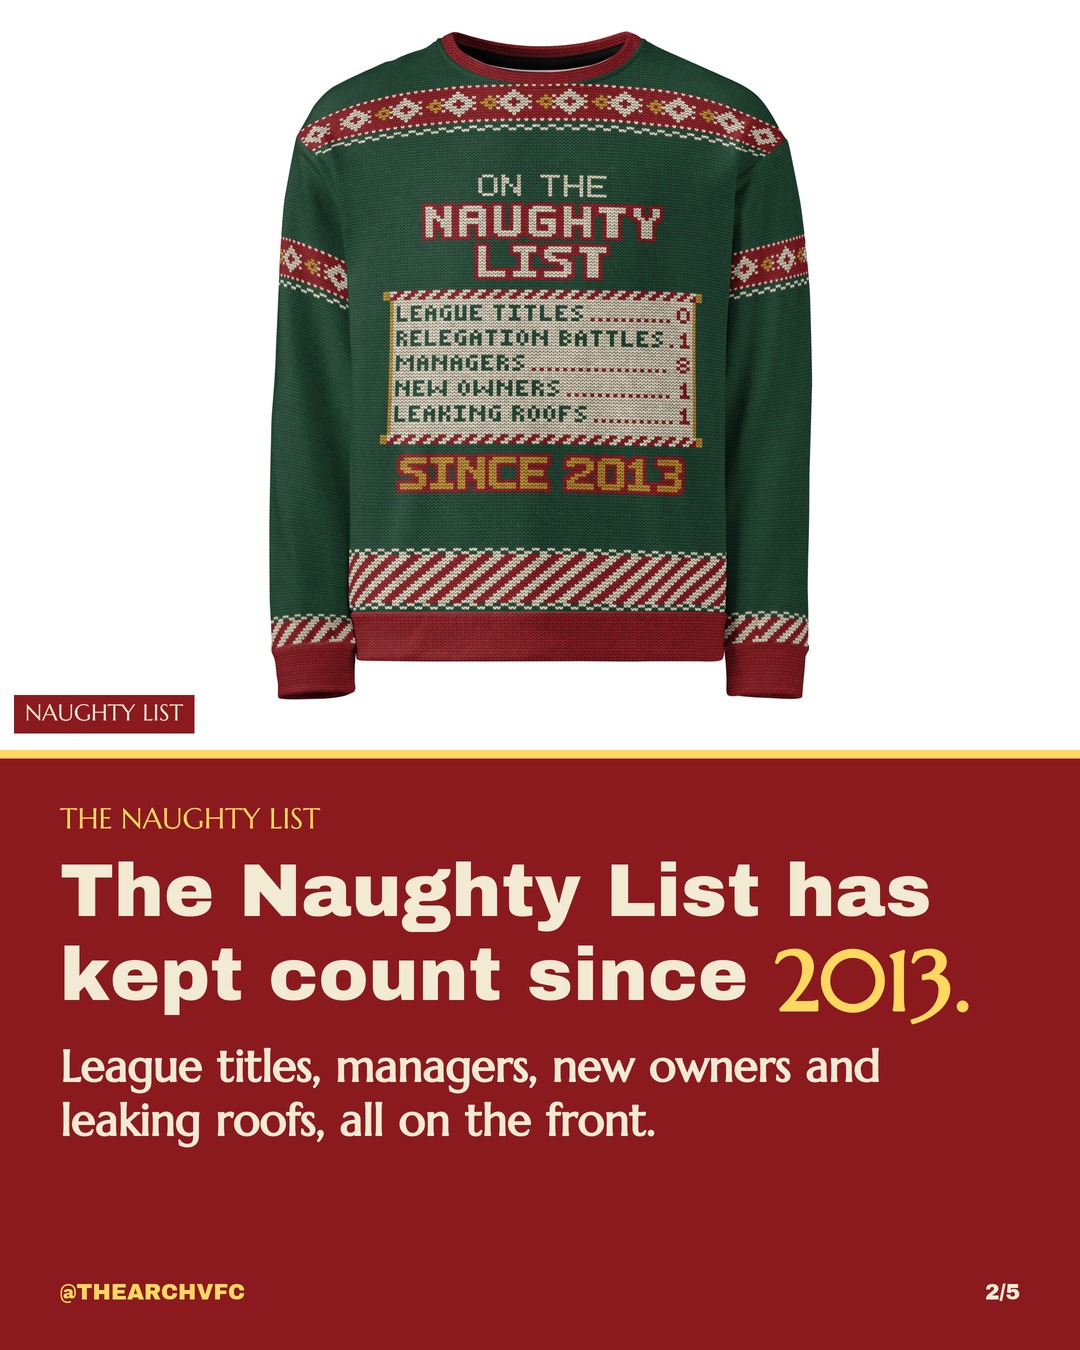 ON THE
NAUGHTY
LIST
LEAGUE TITLES ........... 0
RELEGATION BATTLES . 1
MANAGERS ................. 8
NEW OWNERS ............. 1
LEAKING ROOFS .......... 1
SINCE 2013
NAUGHTY LIST
THE NAUGHTY LIST
The Naughty List has
kept count since 2013.
League titles, managers, new owners and
leaking roofs, all on the front.
@THEARCHVFC
2/5